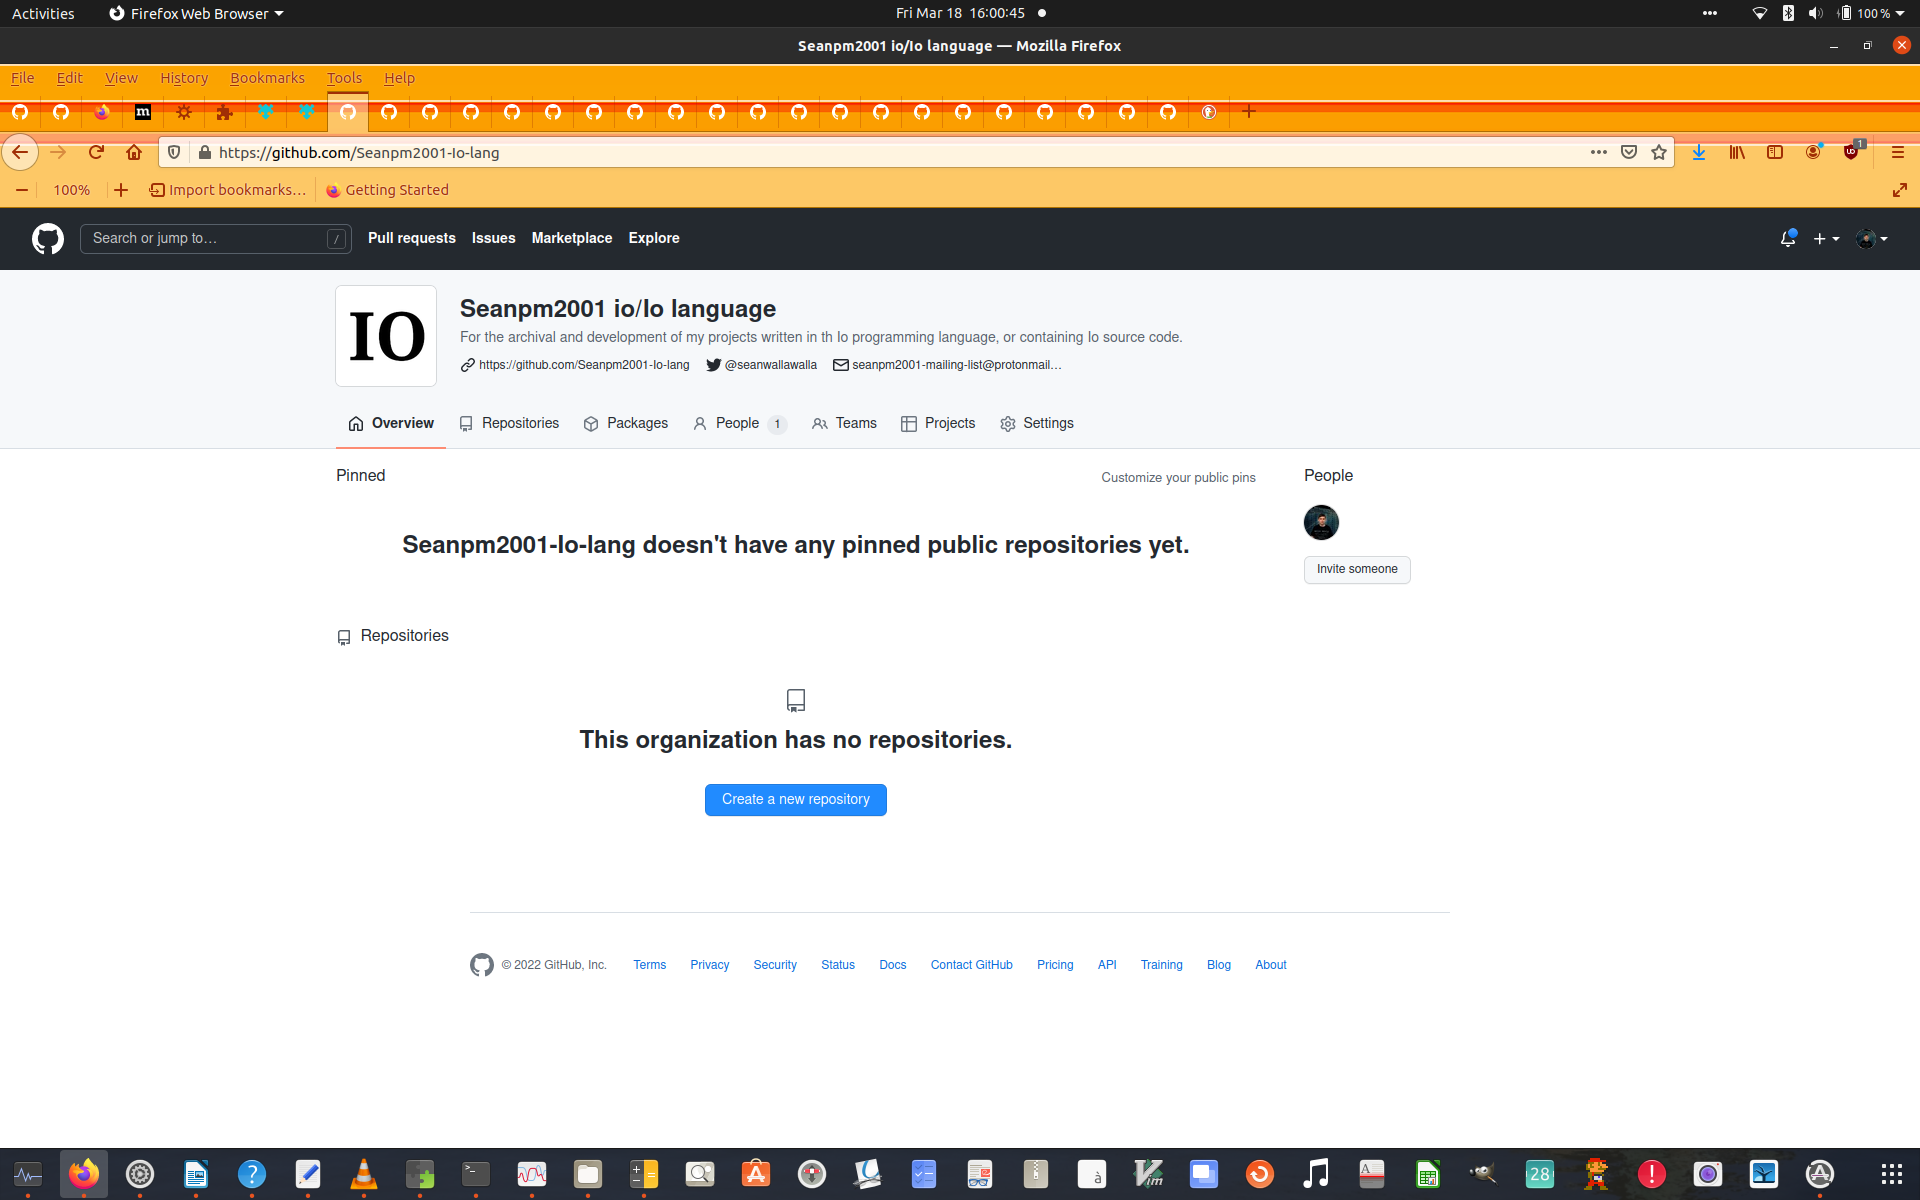 Activities Firefox Web Browser Fri Mar 18 16:00:45 100 %
Seanpm2001 io/Io language — Mozilla Firefox
File Edit View History Bookmarks Tools Help
m
https://github.com/Seanpm2001-Io-lang 1
100% Import bookmarks… Getting Started
Search or jump to… / Pull requests Issues Marketplace Explore
IO
Seanpm2001 io/Io language
For the archival and development of my projects written in th Io programming language, or containing Io source code.
https://github.com/Seanpm2001-Io-lang @seanwallawalla seanpm2001-mailing-list@protonmail…
Overview Repositories Packages People 1 Teams Projects Settings
Pinned Customize your public pins People
Seanpm2001-Io-lang doesn't have any pinned public repositories yet.
Invite someone
Repositories
This organization has no repositories.
Create a new repository
© 2022 GitHub, Inc. Terms Privacy Security Status Docs Contact GitHub Pricing API Training Blog About
? >_ à Vim A 28 !